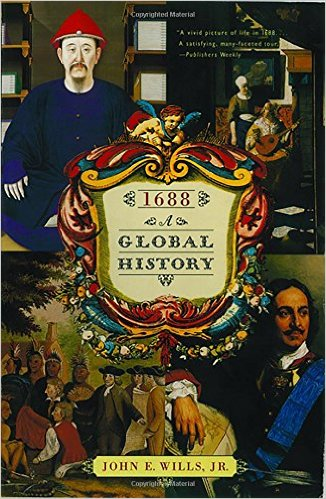 "A vivid picture of life in 1688. . .
A satisfying, many-faceted tour."
—Publishers Weekly
1688
A
GLOBAL
HISTORY
JOHN E. WILLS, JR.